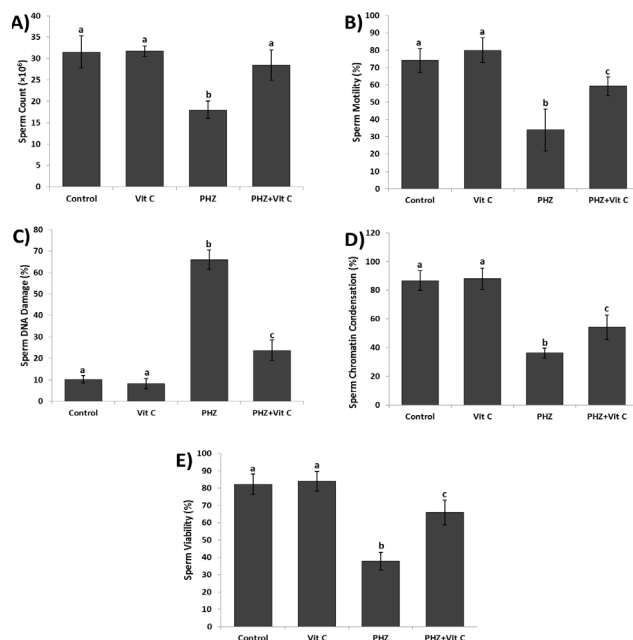 A)
Sperm Count (×10⁶)
40
35
30
25
20
15
10
5
0
a
a
b
a
Control Vit C PHZ PHZ+Vit C
B)
Sperm Motility (%)
100
90
80
70
60
50
40
30
20
10
0
a
a
b
c
Control Vit C PHZ PHZ+Vit C
C)
Sperm DNA Damage (%)
80
70
60
50
40
30
20
10
0
a
a
b
c
Control Vit C PHZ PHZ+Vit C
D)
Sperm Chromatin Condensation (%)
120
100
80
60
40
20
0
a
a
b
c
Control Vit C PHZ PHZ+Vit C
E)
Sperm Viability (%)
100
90
80
70
60
50
40
30
20
10
0
a
a
b
c
Control Vit C PHZ PHZ+Vit C